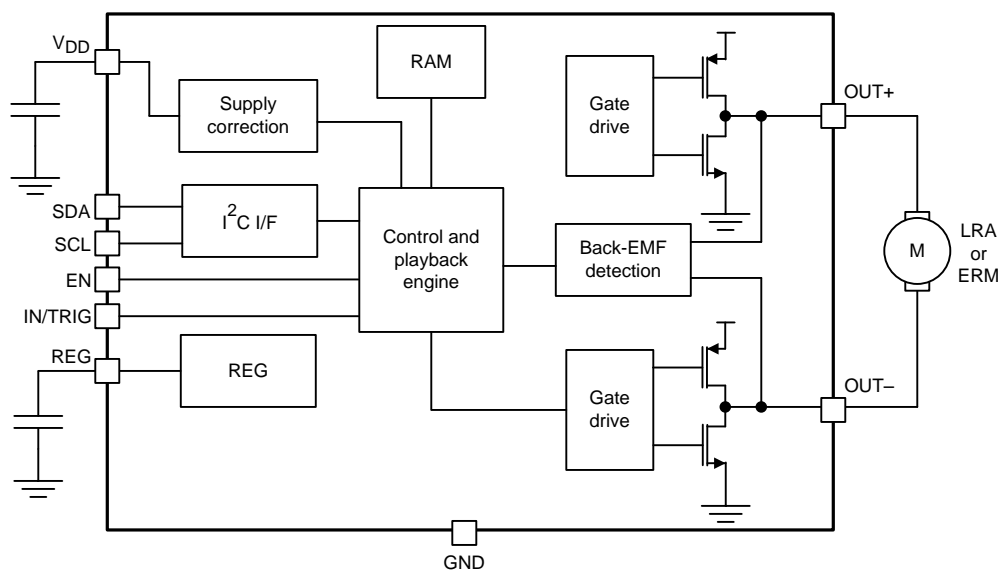 VDD
RAM
Supply
correction
Gate
drive
OUT+
SDA
I2C I/F
SCL
Control and
playback
engine
Back-EMF
detection
M
LRA
or
ERM
EN
IN/TRIG
REG
REG
Gate
drive
OUT–
GND